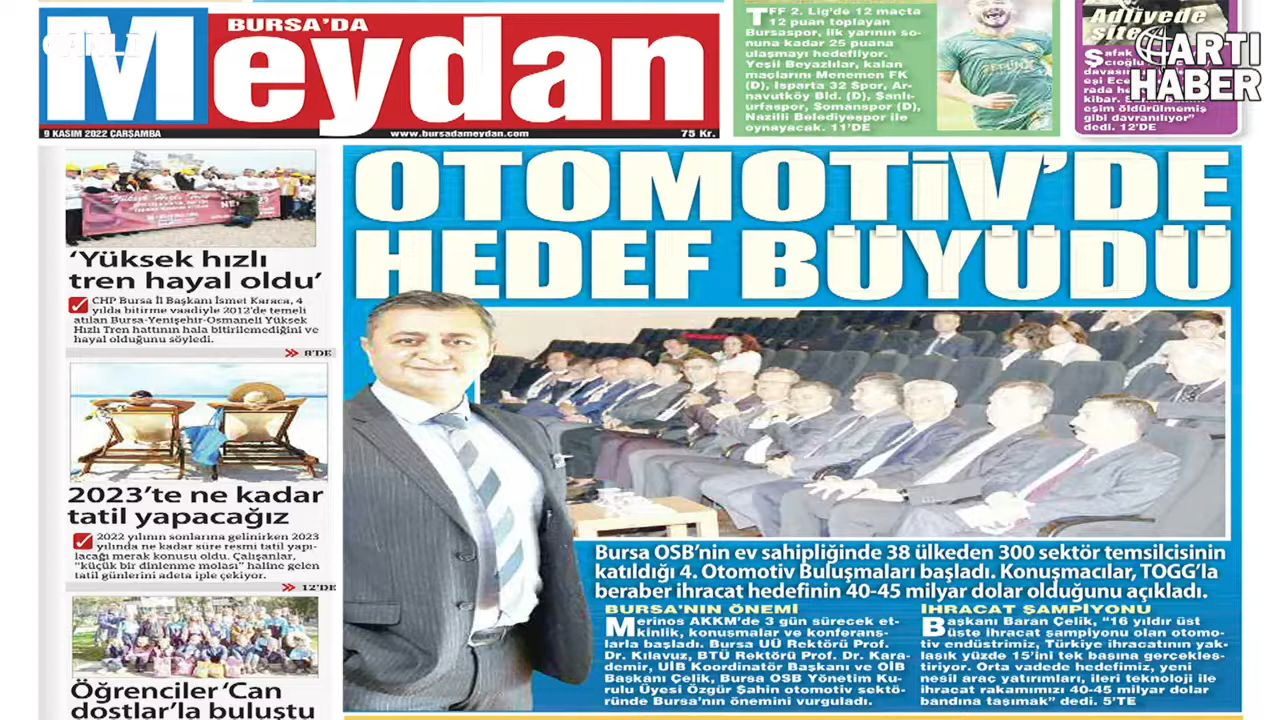 CANLI
BURSA'DA
Meydan
9 KASIM 2022 ÇARŞAMBA
www.bursadameydan.com
75 Kr.
TFF 2. Lig'de 12 maçta
12 puan toplayan
Bursaspor, ilk yarının so-
nuna kadar 25 puana
ulaşmayı hedefliyor.
Yeşil Beyazlılar, kalan
maçlarını Menemen FK
(D), Isparta 32 Spor, Ar-
navutköy Bld. (D), Şanlı-
urfaspor, Somanspor (D),
Nazilli Belediyespor ile
oynayacak. 11'DE
Adliyede
Şafak
eşi
eşim öldürülmemiş
gibi davranılıyor"
dedi. 12'DE
ARTI
HABER
'Yüksek hızlı
tren hayal oldu'
CHP Bursa İl Başkanı İsmet Karaca, 4
yılda bitirme vaadiyle 2012'de temeli
atılan Bursa-Yenişehir-Osmaneli Yüksek
Hızlı Tren hattının hala bitirilemediğini ve
hayal olduğunu söyledi.
8'DE
2023'te ne kadar
tatil yapacağız
2022 yılının sonlarına gelinirken 2023
yılında ne kadar süre resmi tatil yapı-
lacağı merak konusu oldu. Çalışanlar,
"küçük bir dinlenme molası" haline gelen
tatil günlerini adeta iple çekiyor.
12'DE
Öğrenciler 'Can
dostlar'la buluştu
OTOMOTİV'DE
HEDEF BÜYÜDÜ
Bursa OSB'nin ev sahipliğinde 38 ülkeden 300 sektör temsilcisinin
katıldığı 4. Otomotiv Buluşmaları başladı. Konuşmacılar, TOGG'la
beraber ihracat hedefinin 40-45 milyar dolar olduğunu açıkladı.
BURSA'NIN ÖNEMİ
Merinos AKKM'de 3 gün sürecek et-
kinlik, konuşmalar ve konferans-
larla başladı. Bursa UÜ Rektörü Prof.
Dr. Kılavuz, BTÜ Rektörü Prof. Dr. Kara-
demir, UİB Koordinatör Başkanı ve OİB
Başkanı Çelik, Bursa OSB Yönetim Ku-
rulu Üyesi Özgür Şahin otomotiv sektö-
ründe Bursa'nın önemini vurguladı.
İHRACAT ŞAMPİYONU
Başkanı Baran Çelik, "16 yıldır üst
üste ihracat şampiyonu olan otomo-
tiv endüstrimiz, Türkiye ihracatının yak-
laşık yüzde 15'ini tek başına gerçekleş-
tiriyor. Orta vadede hedefimiz, yeni
nesil araç yatırımları, ileri teknoloji ile
ihracat rakamımızı 40-45 milyar dolar
bandına taşımak" dedi. 5'TE